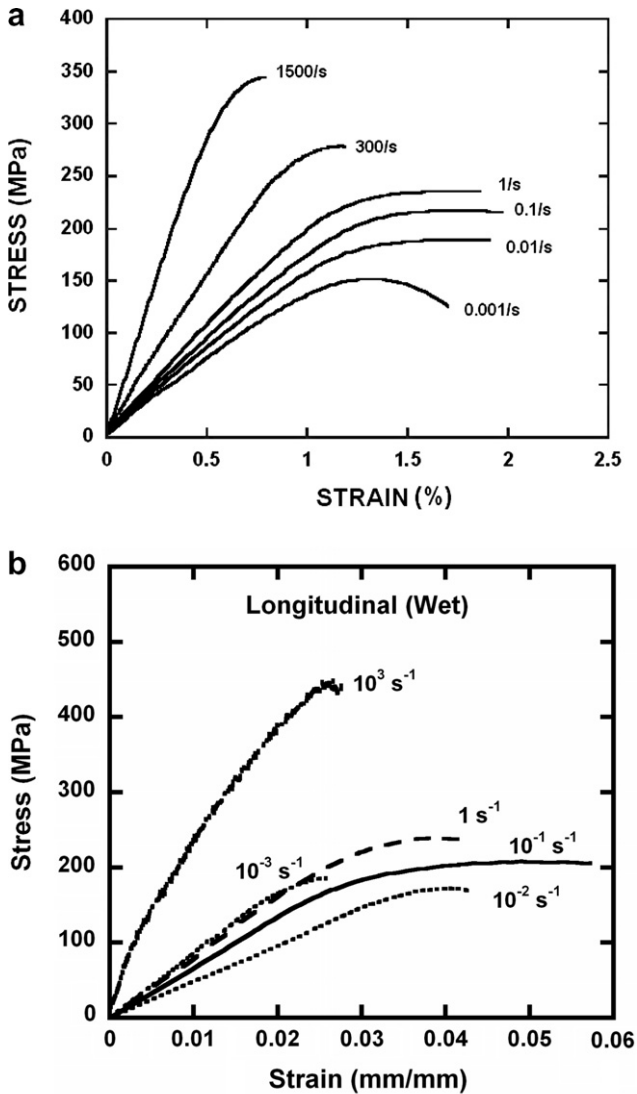 a
400
350
300
250
200
150
100
50
0
STRESS (MPa)
1500/s
300/s
1/s
0.1/s
0.01/s
0.001/s
0 0.5 1 1.5 2 2.5
STRAIN (%)
b
600
500
400
300
200
100
0
Stress (MPa)
Longitudinal (Wet)
10³ s⁻¹
1 s⁻¹
10⁻³ s⁻¹
10⁻¹ s⁻¹
10⁻² s⁻¹
0 0.01 0.02 0.03 0.04 0.05 0.06
Strain (mm/mm)